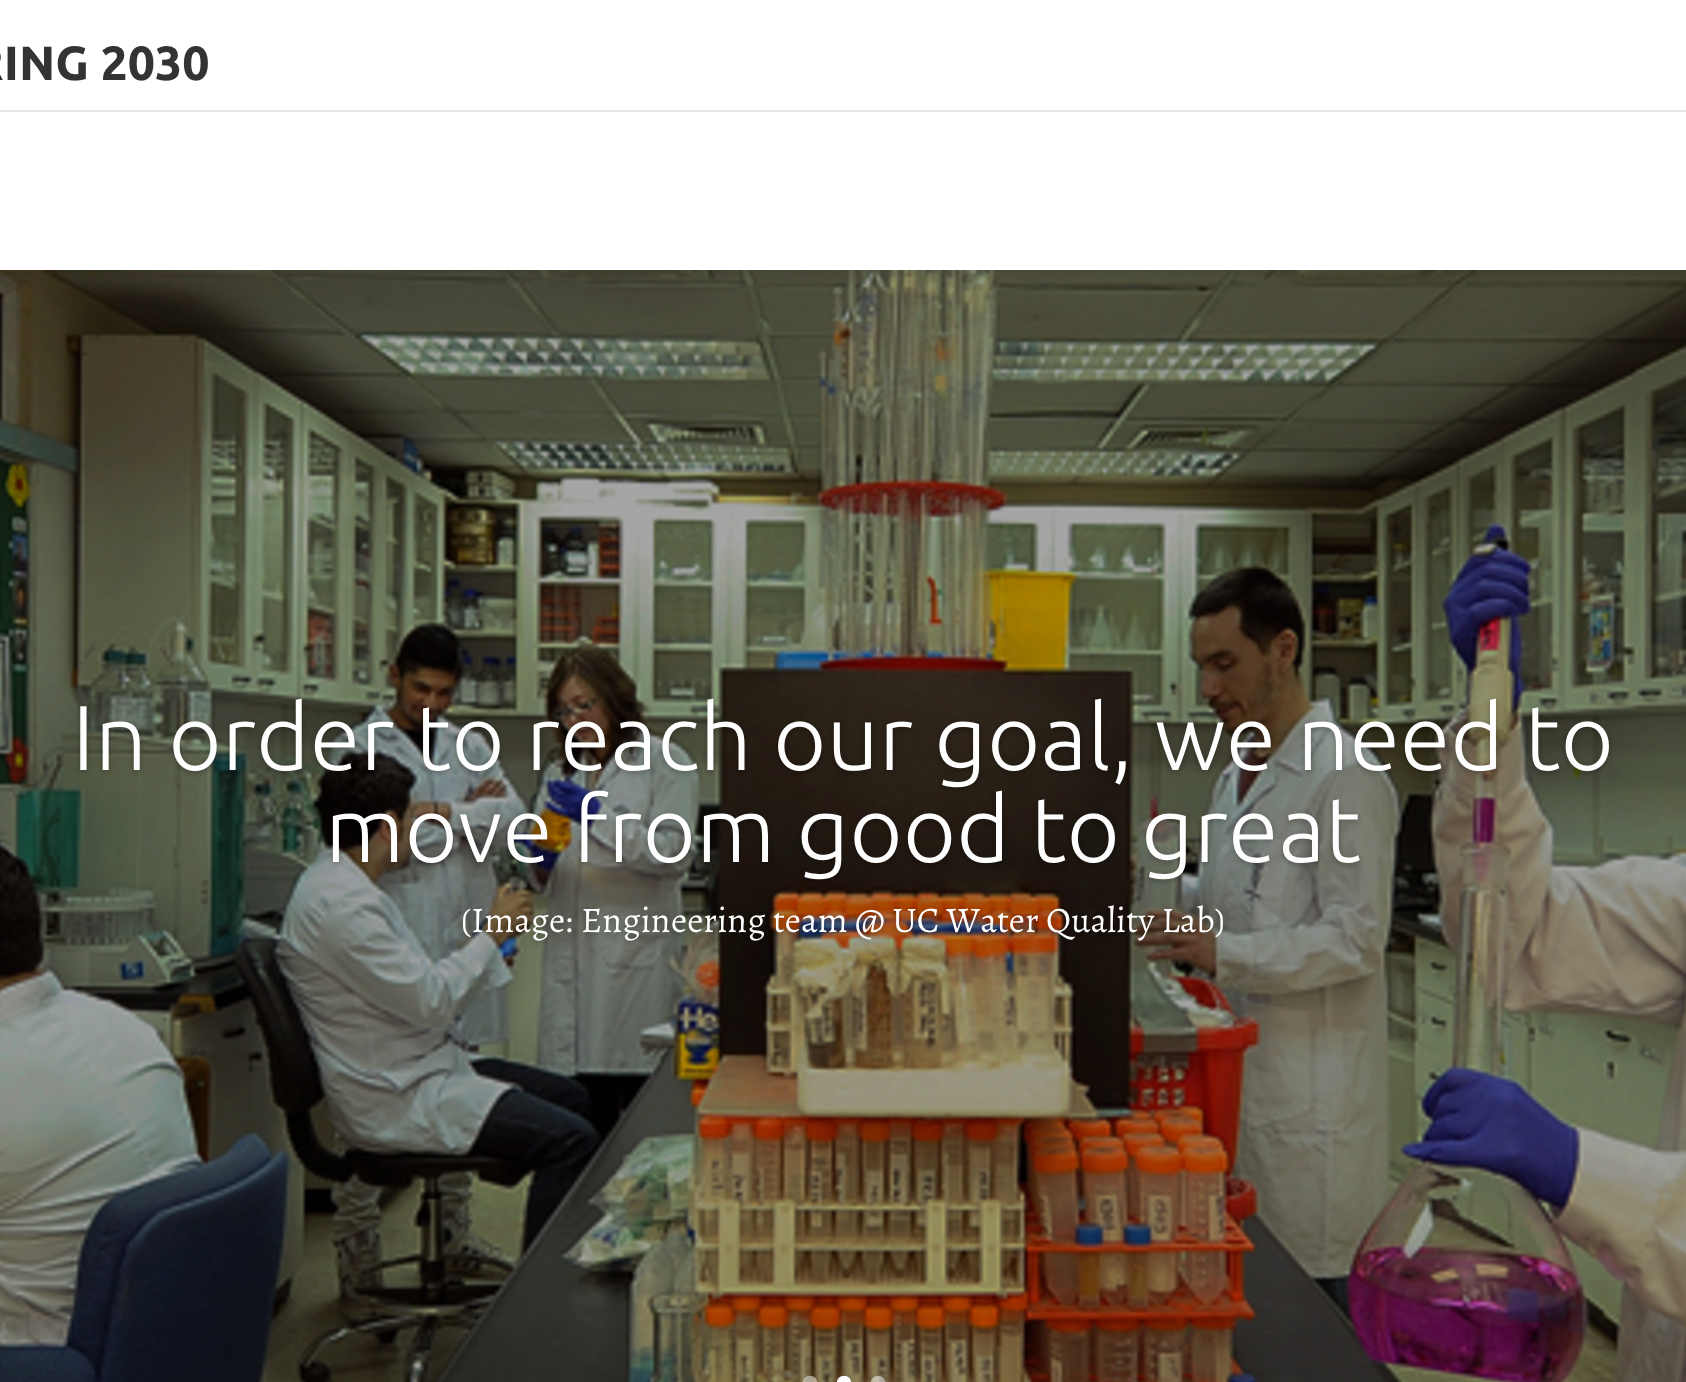 RING 2030
In order to reach our goal, we need to
move from good to great
(Image: Engineering team @ UC Water Quality Lab)
He